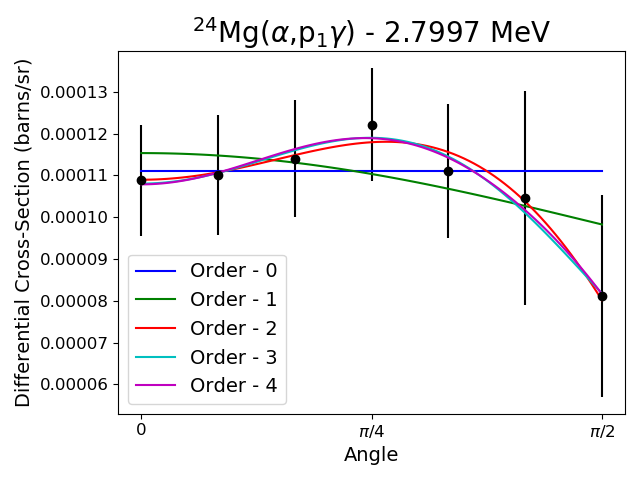 ²⁴Mg(α,p₁γ) - 2.7997 MeV
Differential Cross-Section (barns/sr)
0.00013
0.00012
0.00011
0.00010
0.00009
0.00008
0.00007
0.00006
Order - 0
Order - 1
Order - 2
Order - 3
Order - 4
0
π/4
π/2
Angle